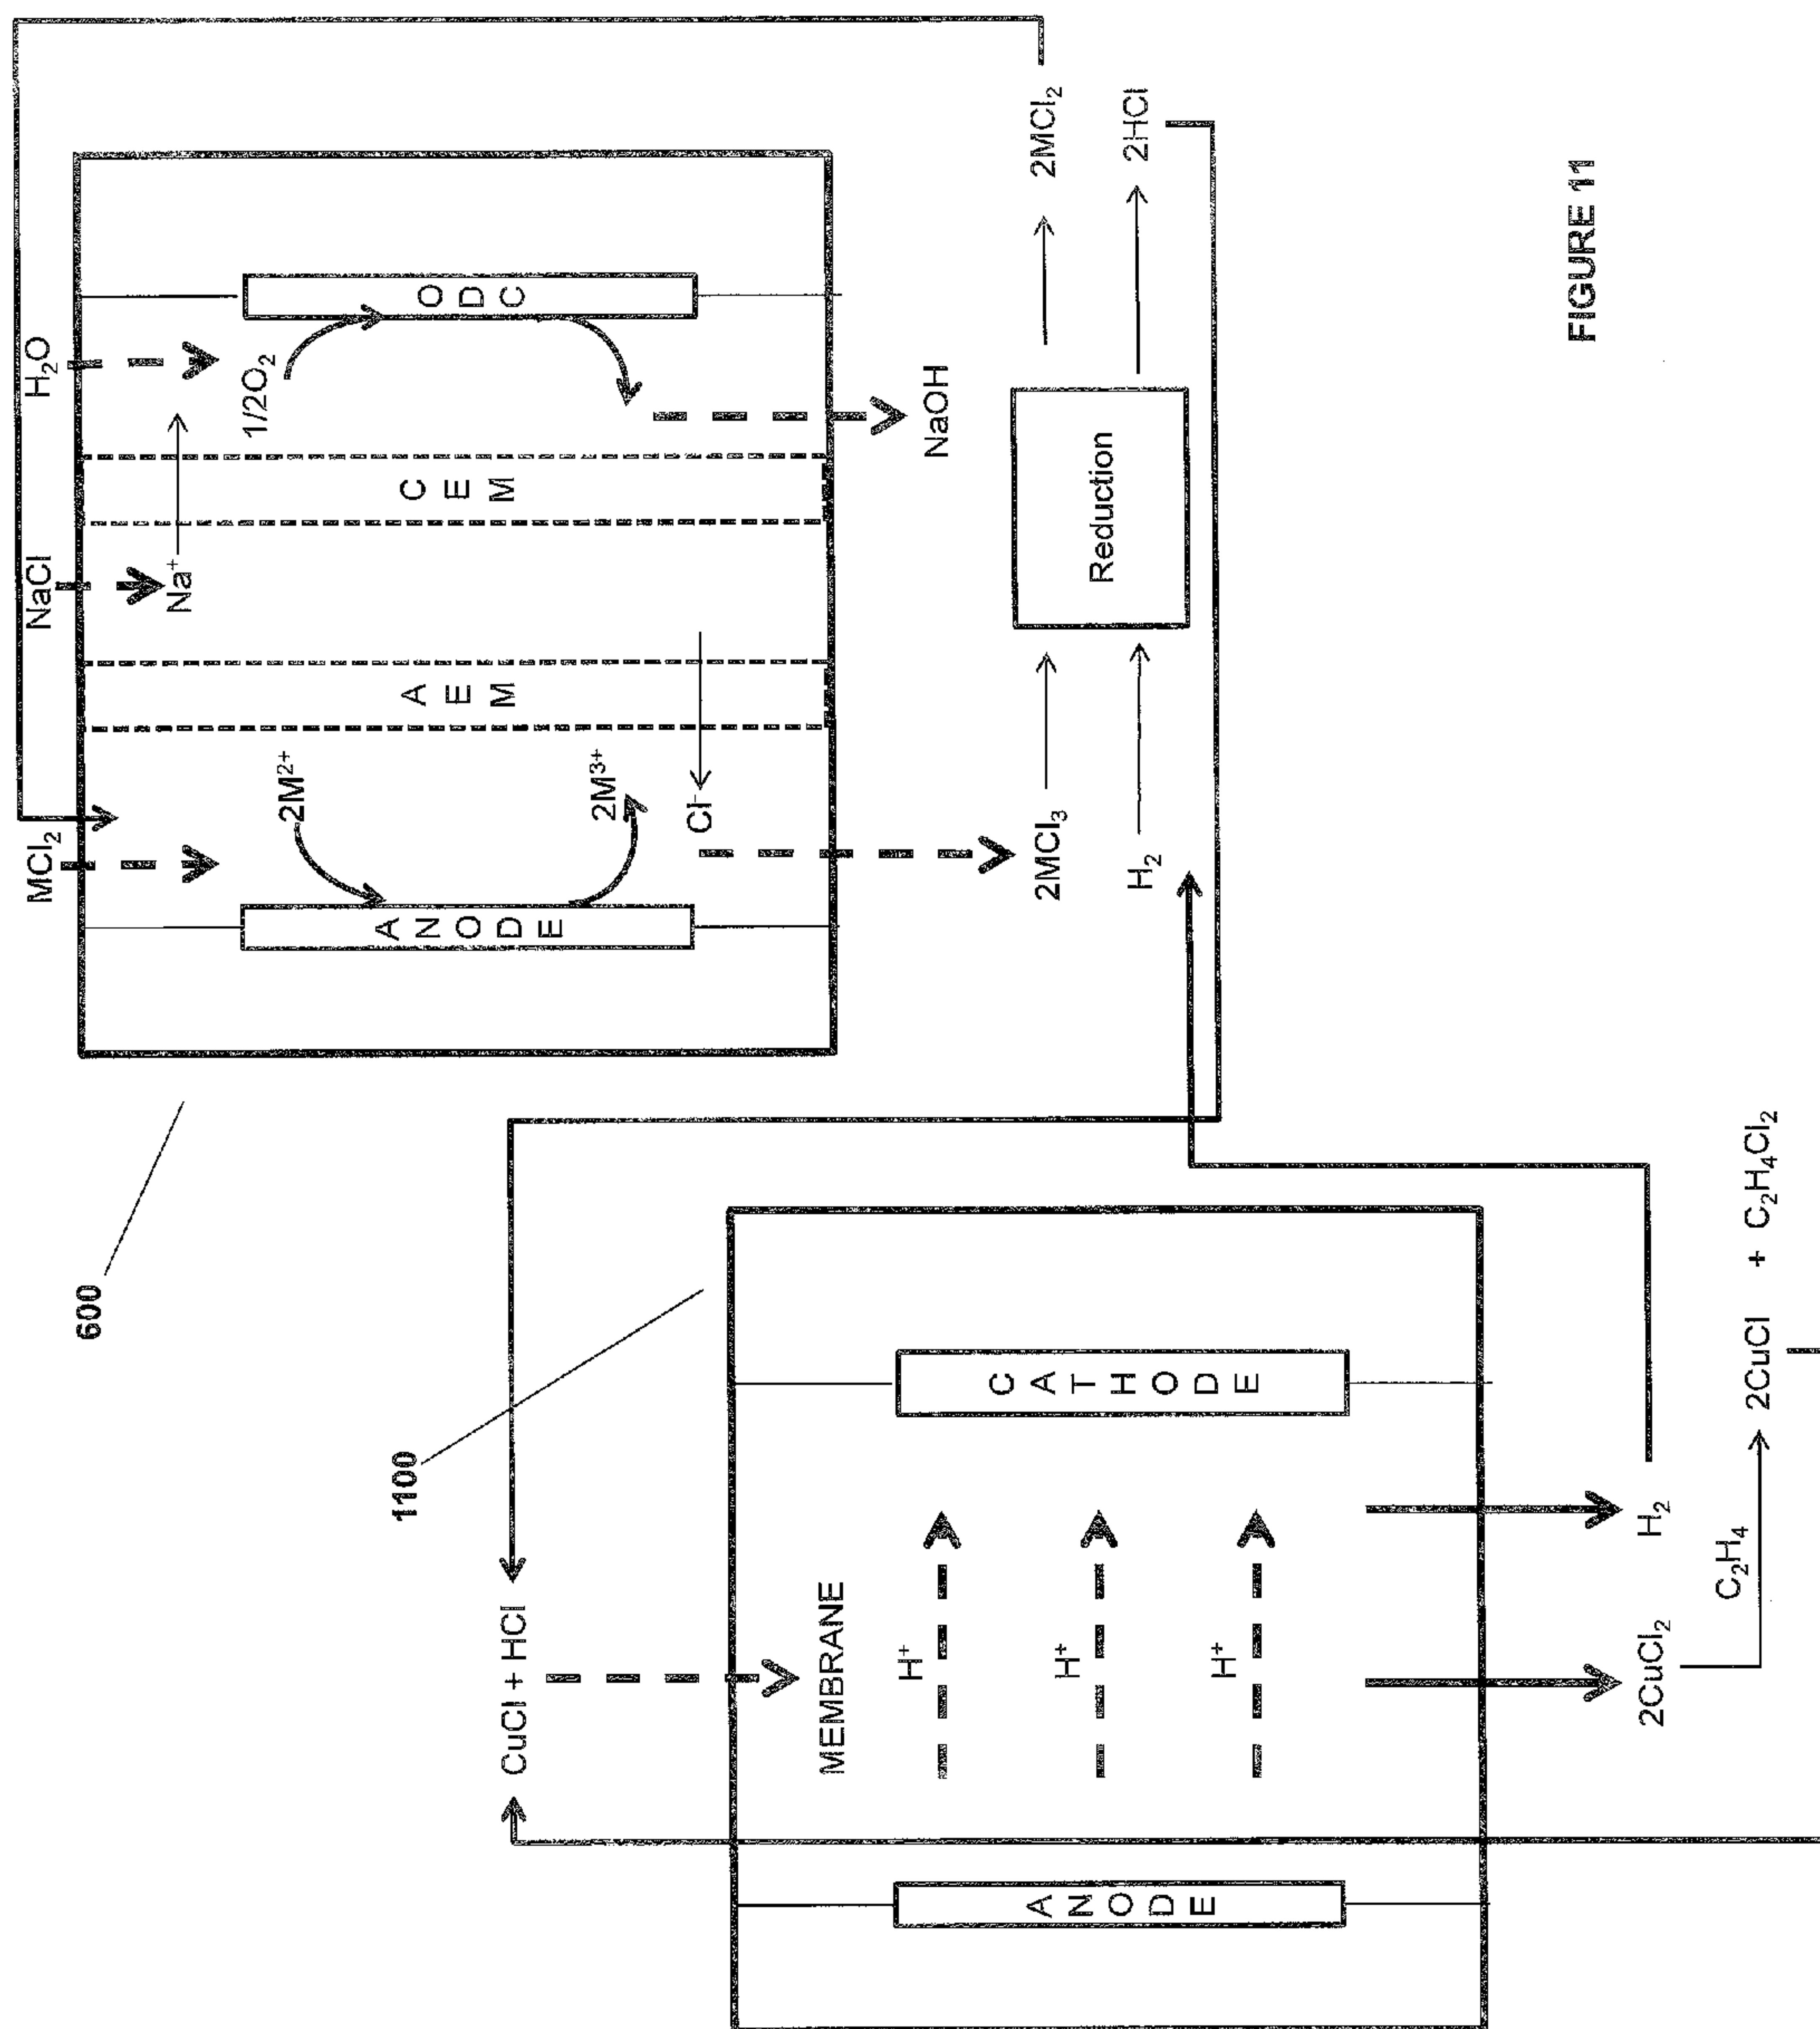 600
MCl₂
NaCl
H₂O
ANODE
2M²⁺
2M³⁺
Cl⁻
AEM
Na⁺
CEM
1/2O₂
ODC
NaOH
2MCl₃
H₂
Reduction
2MCl₂
2HCl
1100
CuCl + HCl
MEMBRANE
ANODE
H⁺
H⁺
H⁺
CATHODE
2CuCl₂
H₂
C₂H₄
2CuCl + C₂H₄Cl₂
FIGURE 11